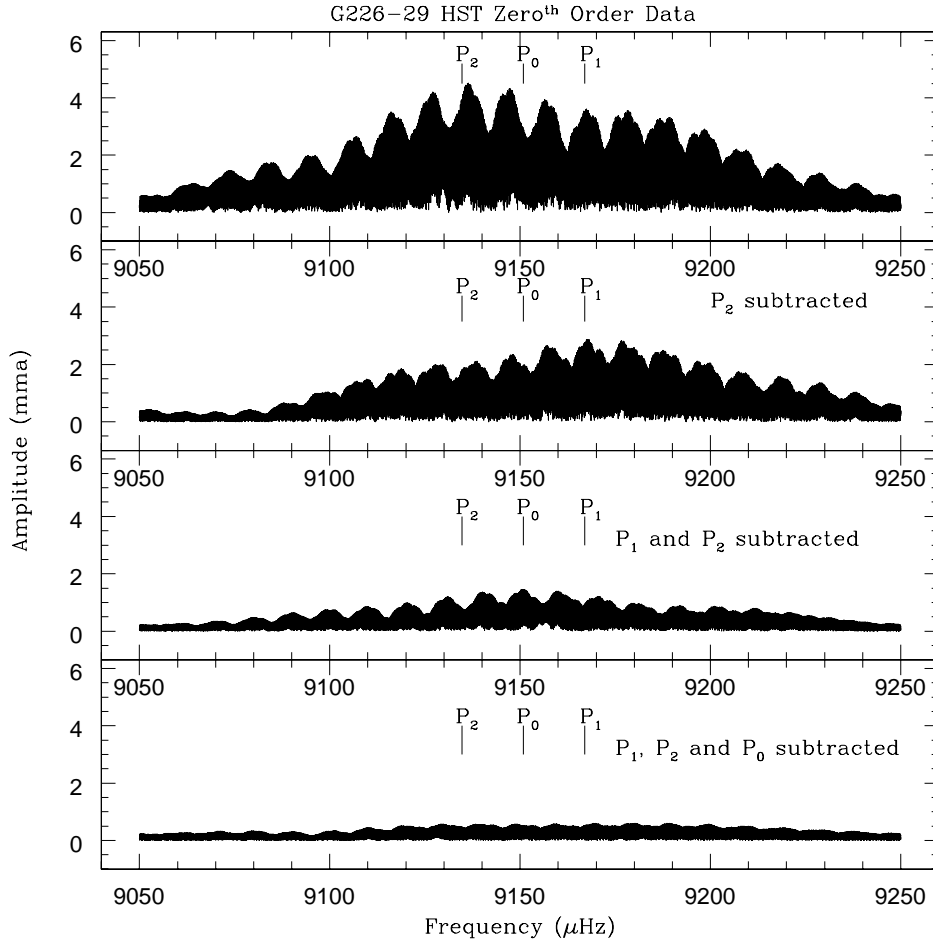 G226−29 HST Zeroᵗʰ Order Data
6
P₂ P₀ P₁
4
2
0
9050 9100 9150 9200 9250
6
P₂ P₀ P₁
P₂ subtracted
4
2
0
9050 9100 9150 9200 9250
6
P₂ P₀ P₁
P₁ and P₂ subtracted
4
2
0
9050 9100 9150 9200 9250
6
P₂ P₀ P₁
P₁, P₂ and P₀ subtracted
4
2
0
9050 9100 9150 9200 9250
Amplitude (mma)
Frequency (μHz)